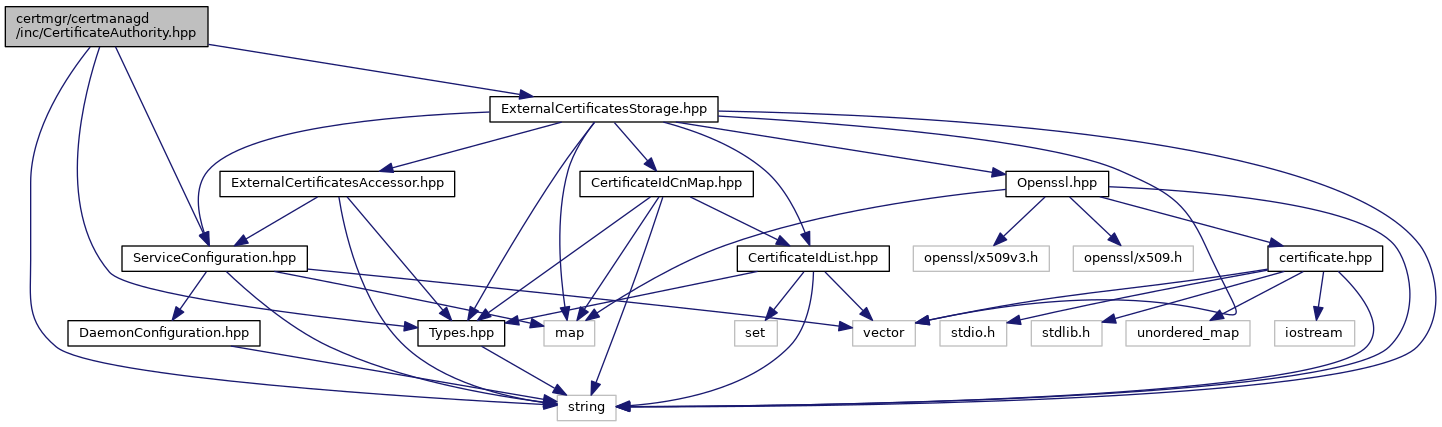 certmgr/certmanagd
/inc/CertificateAuthority.hpp
ExternalCertificatesStorage.hpp
ExternalCertificatesAccessor.hpp
CertificateIdCnMap.hpp
Openssl.hpp
ServiceConfiguration.hpp
CertificateIdList.hpp
openssl/x509v3.h
openssl/x509.h
certificate.hpp
DaemonConfiguration.hpp
Types.hpp
map
set
vector
stdio.h
stdlib.h
unordered_map
iostream
string